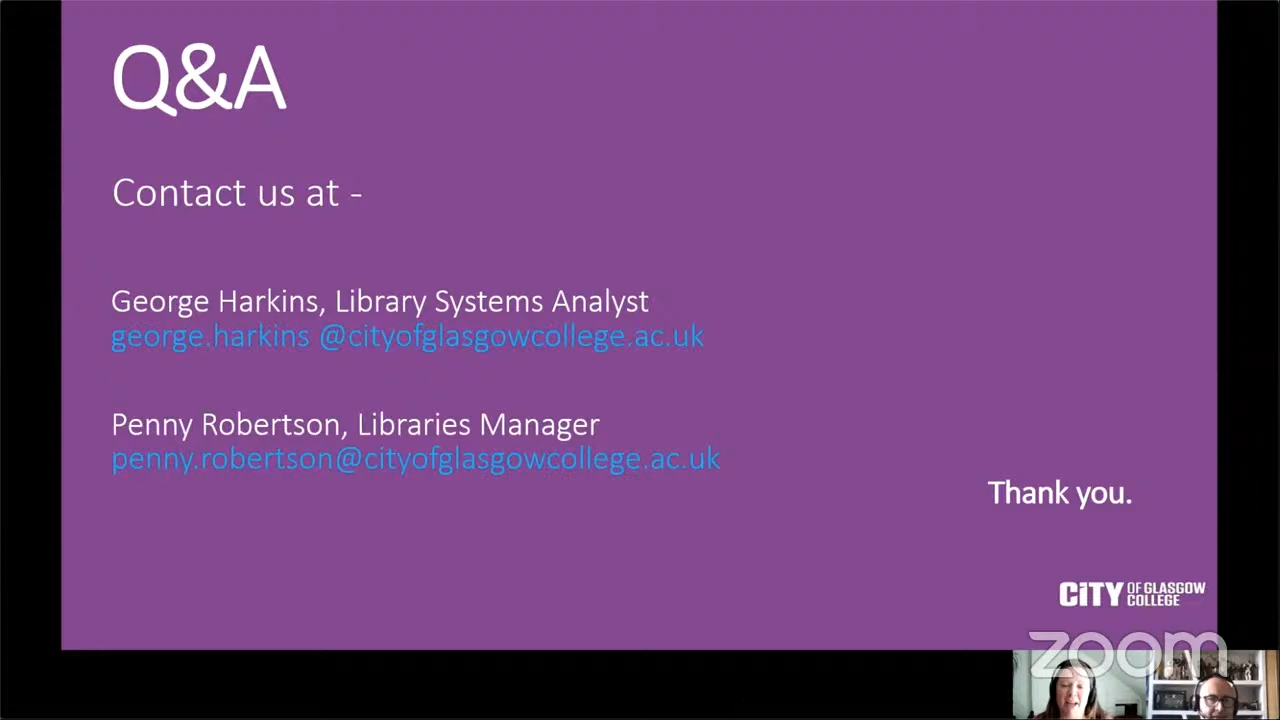 Q&A
Contact us at -
George Harkins, Library Systems Analyst
george.harkins @cityofglasgowcollege.ac.uk
Penny Robertson, Libraries Manager
penny.robertson@cityofglasgowcollege.ac.uk
Thank you.
CiTY OF GLASGOW
COLLEGE
zoom